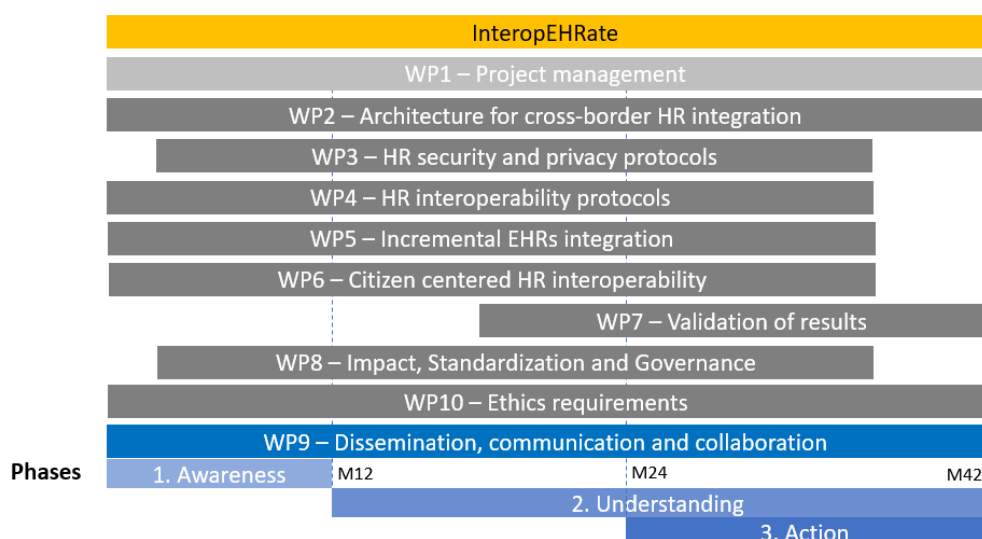 InteropEHRate
WP1 – Project management
WP2 – Architecture for cross-border HR integration
WP3 – HR security and privacy protocols
WP4 – HR interoperability protocols
WP5 – Incremental EHRs integration
WP6 – Citizen centered HR interoperability
WP7 – Validation of results
WP8 – Impact, Standardization and Governance
WP10 – Ethics requirements
WP9 – Dissemination, communication and collaboration
Phases 1. Awareness M12 M24 M42
2. Understanding
3. Action